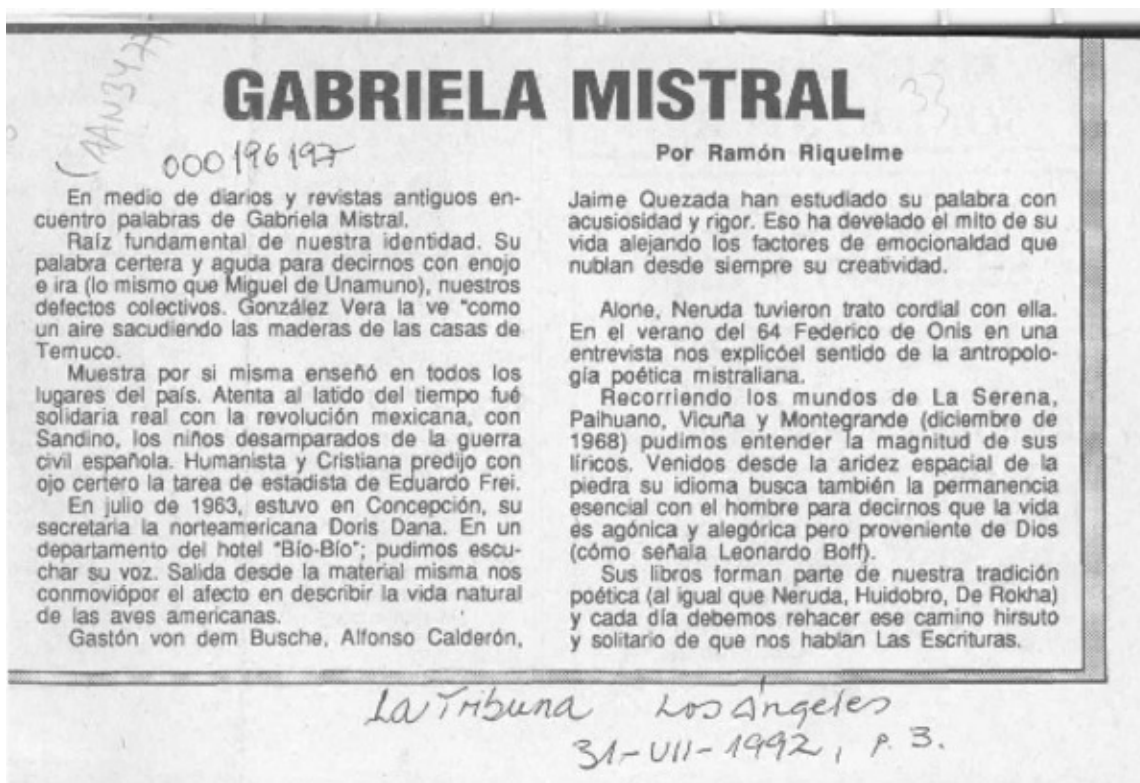 GABRIELA MISTRAL
33
000196197
Por Ramón Riquelme
En medio de diarios y revistas antiguos en-
cuentro palabras de Gabriela Mistral.
Raíz fundamental de nuestra identidad. Su
palabra certera y aguda para decirnos con enojo
e ira (lo mismo que Miguel de Unamuno), nuestros
defectos colectivos. González Vera la ve "como
un aire sacudiendo las maderas de las casas de
Temuco.
Muestra por si misma enseñó en todos los
lugares del país. Atenta al latido del tiempo fué
solidaria real con la revolución mexicana, con
Sandino, los niños desamparados de la guerra
civil española. Humanista y Cristiana predijo con
ojo certero la tarea de estadista de Eduardo Frei.
En julio de 1963, estuvo en Concepción, su
secretaria la norteamericana Doris Dana. En un
departamento del hotel "Bío-Bío"; pudimos escu-
char su voz. Salida desde la material misma nos
conmoviópor el afecto en describir la vida natural
de las aves americanas.
Gastón von dem Busche, Alfonso Calderón,
Jaime Quezada han estudiado su palabra con
acusiosidad y rigor. Eso ha develado el mito de su
vida alejando los factores de emocionaldad que
nublan desde siempre su creatividad.
Alone, Neruda tuvieron trato cordial con ella.
En el verano del 64 Federico de Onis en una
entrevista nos explicóel sentido de la antropolo-
gía poética mistraliana.
Recorriendo los mundos de La Serena,
Paihuano, Vicuña y Montegrande (diciembre de
1968) pudimos entender la magnitud de sus
líricos. Venidos desde la aridez espacial de la
piedra su idioma busca también la permanencia
esencial con el hombre para decirnos que la vida
es agónica y alegórica pero proveniente de Dios
(cómo señala Leonardo Boff).
Sus libros forman parte de nuestra tradición
poética (al igual que Neruda, Huidobro, De Rokha)
y cada día debemos rehacer ese camino hirsuto
y solitario de que nos hablan Las Escrituras.
La Tribuna Los Angeles
31-VII-1992, p. 3.